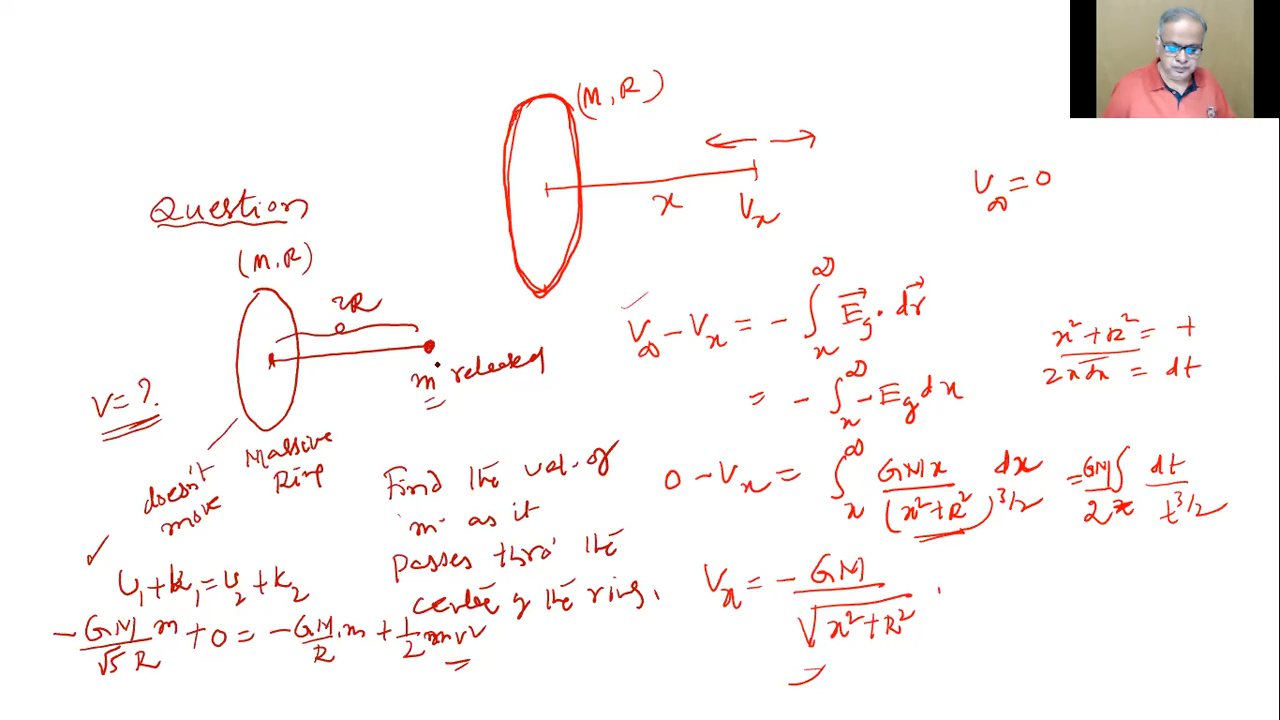 (M, R)
x
Vx
V∞ = 0
Question
(M, R)
2R
m released
V = ?
Massive
Ring
doesn't
move
Find the vel. of
'm' as it
passes thro' the
centre of the ring.
U₁ + K₁ = U₂ + K₂
-GM/√5R m + 0 = -GM/R . m + 1/2 mv²
V∞ - Vx = - ∫ₓ^∞ E⃗g . dr⃗
= - ∫ₓ^∞ - Eg dx
0 - Vx = ∫ₓ^∞ GMx/(x² + R²)^3/2 dx = GM/2 ∫ₓ dt/t^3/2
x² + R² = t
2x dx = dt
Vx = - GM/√x² + R²